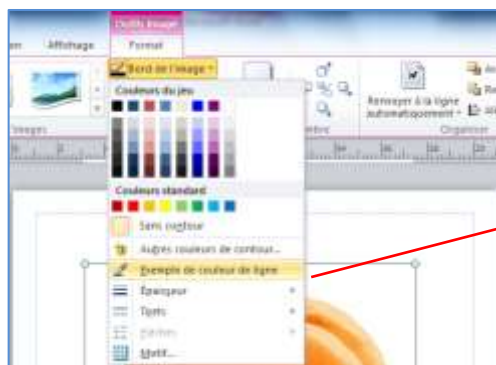 Outils Image
Affichage
Format
Bord de l'image
Couleurs du jeu
Images
Renvoyer à la ligne
automatiquement
Organiser
Couleurs standard
Sans contour
Autres couleurs de contour...
Exemple de couleur de ligne
Épaisseur
Tirets
Flèches
Motif...